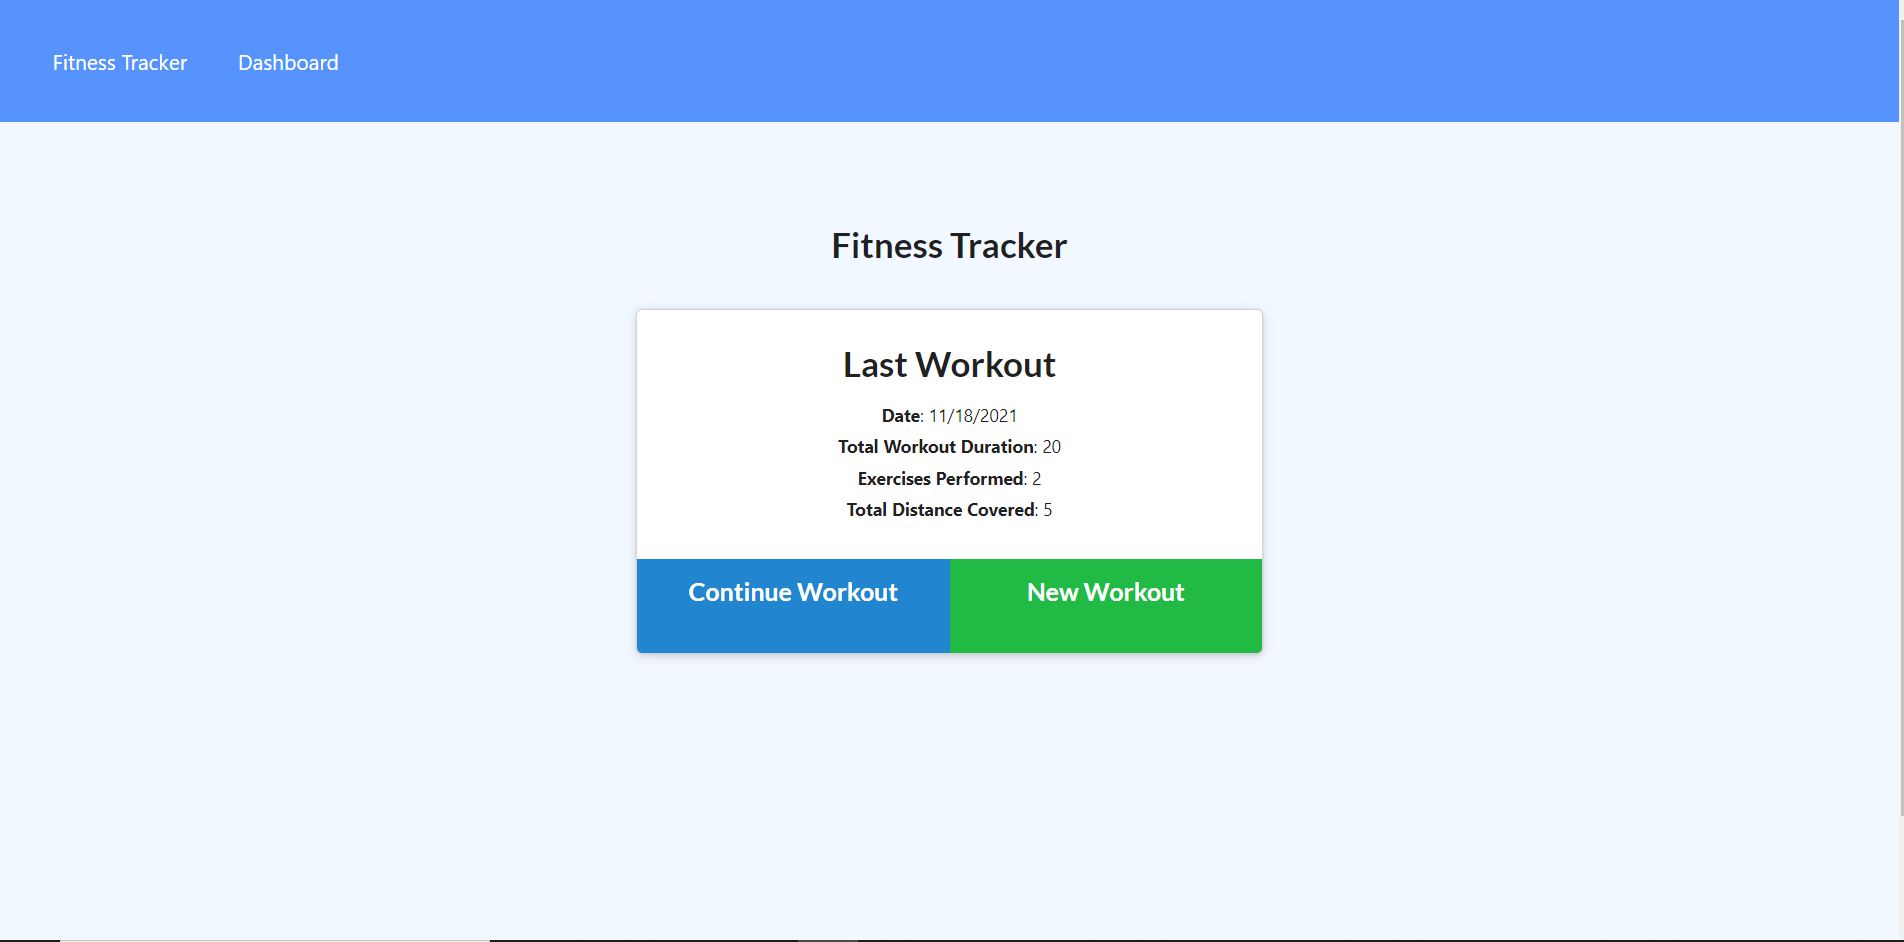 Fitness Tracker Dashboard
Fitness Tracker
Last Workout
Date: 11/18/2021
Total Workout Duration: 20
Exercises Performed: 2
Total Distance Covered: 5
Continue Workout New Workout